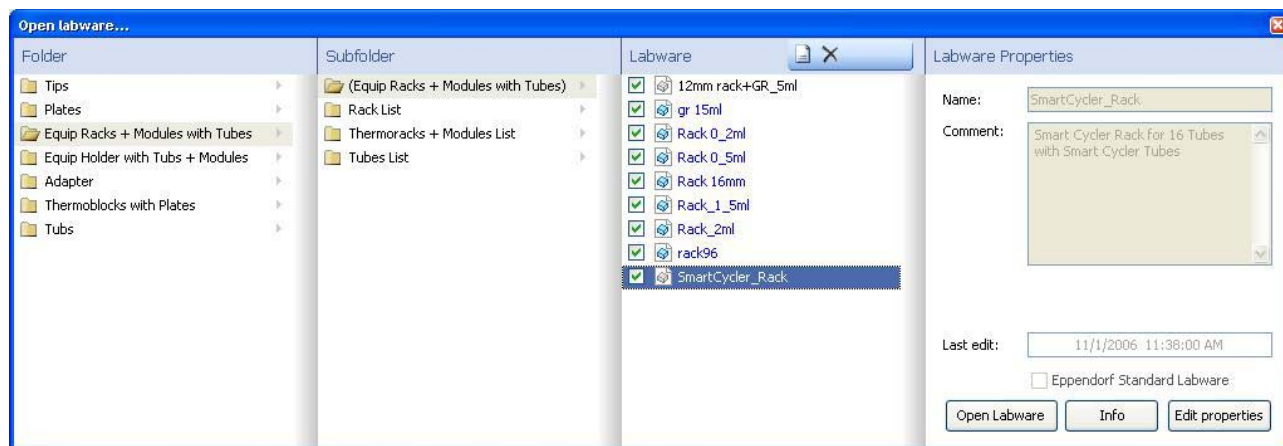 Open labware...
Folder
Subfolder
Labware
Labware Properties
Tips
Plates
Equip Racks + Modules with Tubes
Equip Holder with Tubs + Modules
Adapter
Thermoblocks with Plates
Tubs
(Equip Racks + Modules with Tubes)
Rack List
Thermoracks + Modules List
Tubes List
12mm rack+GR_5ml
gr 15ml
Rack 0_2ml
Rack 0_5ml
Rack 16mm
Rack_1_5ml
Rack_2ml
rack96
SmartCycler_Rack
Name:
SmartCycler_Rack
Comment:
Smart Cycler Rack for 16 Tubes
with Smart Cycler Tubes
Last edit:
11/1/2006 11:38:00 AM
Eppendorf Standard Labware
Open Labware
Info
Edit properties